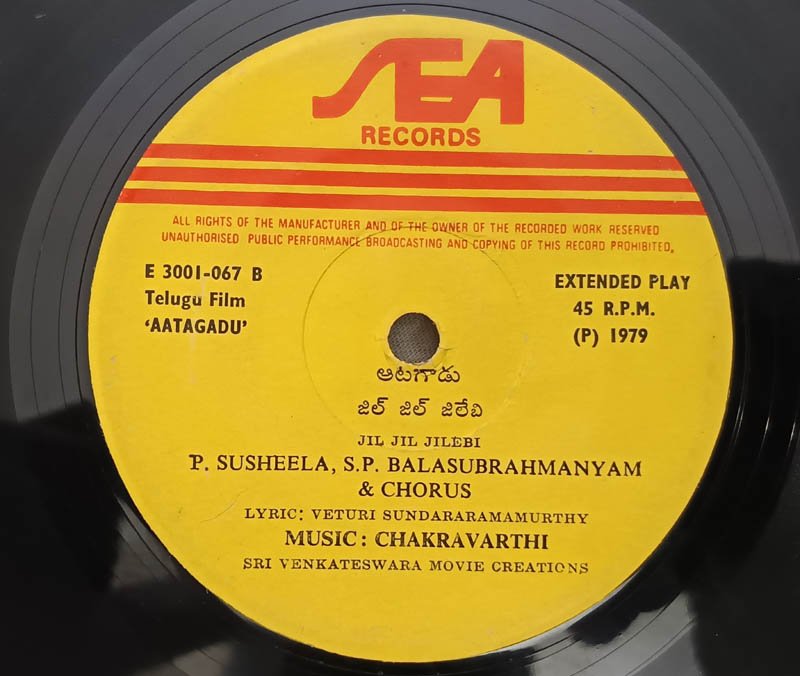 SEA
RECORDS
ALL RIGHTS OF THE MANUFACTURER AND OF THE OWNER OF THE RECORDED WORK RESERVED
UNAUTHORISED PUBLIC PERFORMANCE BROADCASTING AND COPYING OF THIS RECORD PROHIBITED.
E 3001-067 B
Telugu Film
'AATAGADU'
EXTENDED PLAY
45 R.P.M.
(P) 1979
ఆటగాడు
జిల్ జిల్ జిలేబి
JIL JIL JILEBI
P. SUSHEELA, S.P. BALASUBRAHMANYAM
& CHORUS
LYRIC: VETURI SUNDARARAMAMURTHY
MUSIC: CHAKRAVARTHI
SRI VENKATESWARA MOVIE CREATIONS